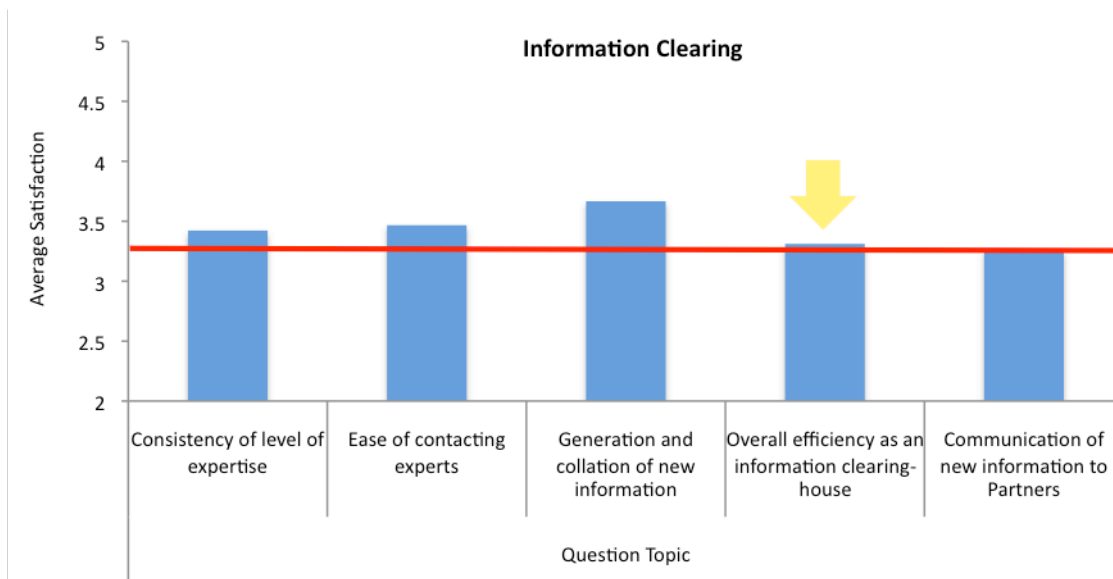 Information Clearing
5
4.5
4
3.5
3
2.5
2
Average Satisfaction
Consistency of level of
expertise
Ease of contacting
experts
Generation and
collation of new
information
Overall efficiency as an
information clearing-
house
Communication of
new information to
Partners
Question Topic